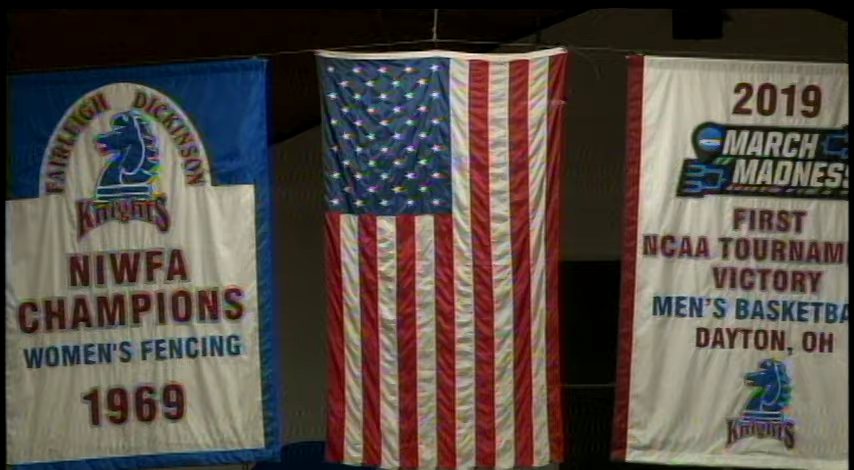 FAIRLEIGH DICKINSON
Knights
NIWFA
CHAMPIONS
WOMEN'S FENCING
1969
2019
MARCH
MADNESS
FIRST
NCAA TOURNAM
VICTORY
MEN'S BASKETBA
DAYTON, OH
Knights